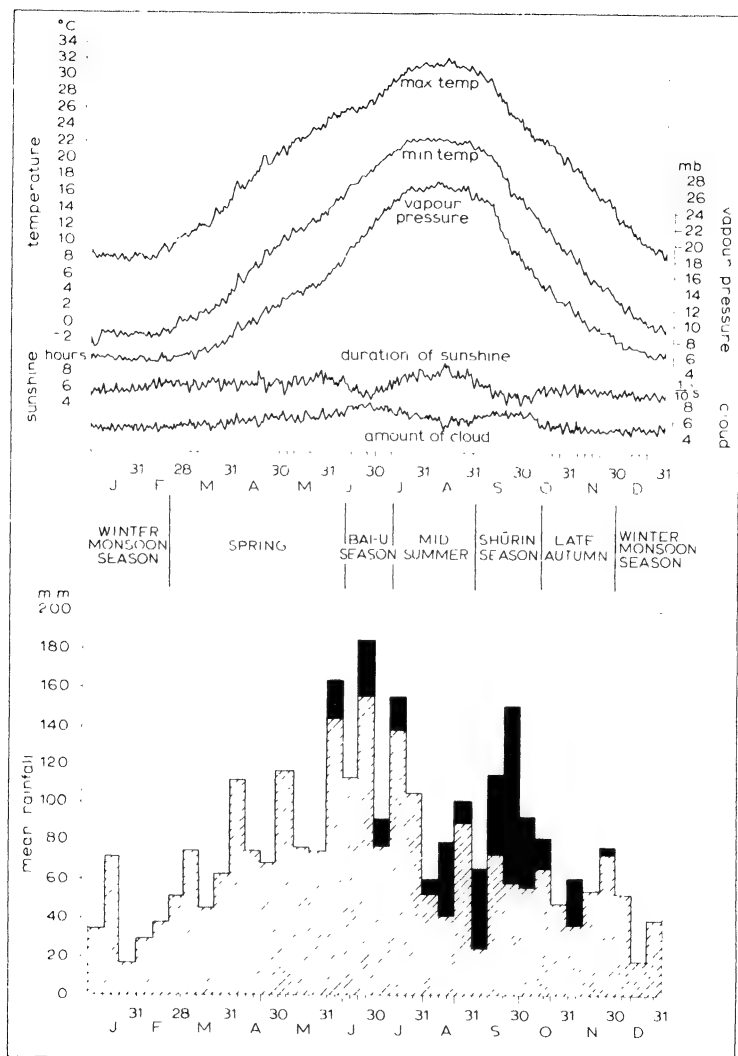 °C
34
32
30
28
26
24
22
20
18
16
14
12
10
8
6
4
2
0
-2
temperature
max temp
min temp
vapour
pressure
mb
28
26
24
22
20
18
16
14
12
10
8
6
4
vapour pressure
hours
8
6
4
sunshine
duration of sunshine
amount of cloud
1/10 s
8
6
4
cloud
31 28 31 30 31 30 31 31 30 31 30 31
J F M A M J J A S O N D
WINTER MONSOON SEASON
SPRING
BAI-U SEASON
MID SUMMER
SHŪRIN SEASON
LATE AUTUMN
WINTER MONSOON SEASON
mm
200
180
160
140
120
100
80
60
40
20
0
mean rainfall
31 28 31 30 31 30 31 31 30 31 30 31
J F M A M J J A S O N D